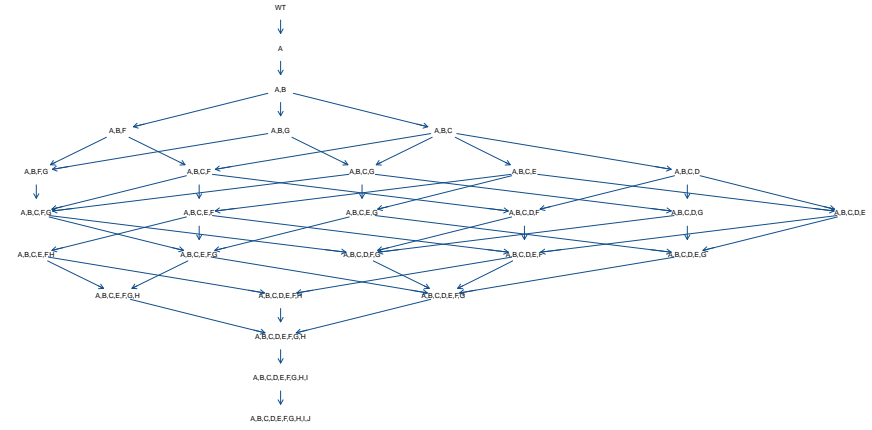 WT
A
A,B
A,B,F A,B,G A,B,C
A,B,F,G A,B,C,F A,B,C,G A,B,C,E A,B,C,D
A,B,C,F,G A,B,C,E,F A,B,C,E,G A,B,C,D,F A,B,C,D,G A,B,C,D,E
A,B,C,E,F,H A,B,C,E,F,G A,B,C,D,F,G A,B,C,D,E,F A,B,C,D,E,G
A,B,C,E,F,G,H A,B,C,D,E,F,H A,B,C,D,E,F,G
A,B,C,D,E,F,G,H
A,B,C,D,E,F,G,H,I
A,B,C,D,E,F,G,H,I,J